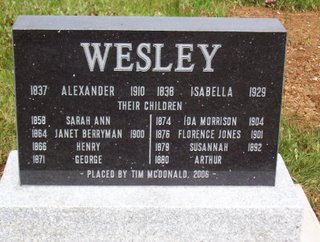 WESLEY
1837 ALEXANDER 1910 1838 ISABELLA 1929
THEIR CHILDREN
1858 SARAH ANN 1874 IDA MORRISON 1904
1864 JANET BERRYMAN 1900 1876 FLORENCE JONES 1901
1866 HENRY 1879 SUSANNAH 1892
1871 GEORGE 1880 ARTHUR
- PLACED BY TIM MCDONALD, 2006 -